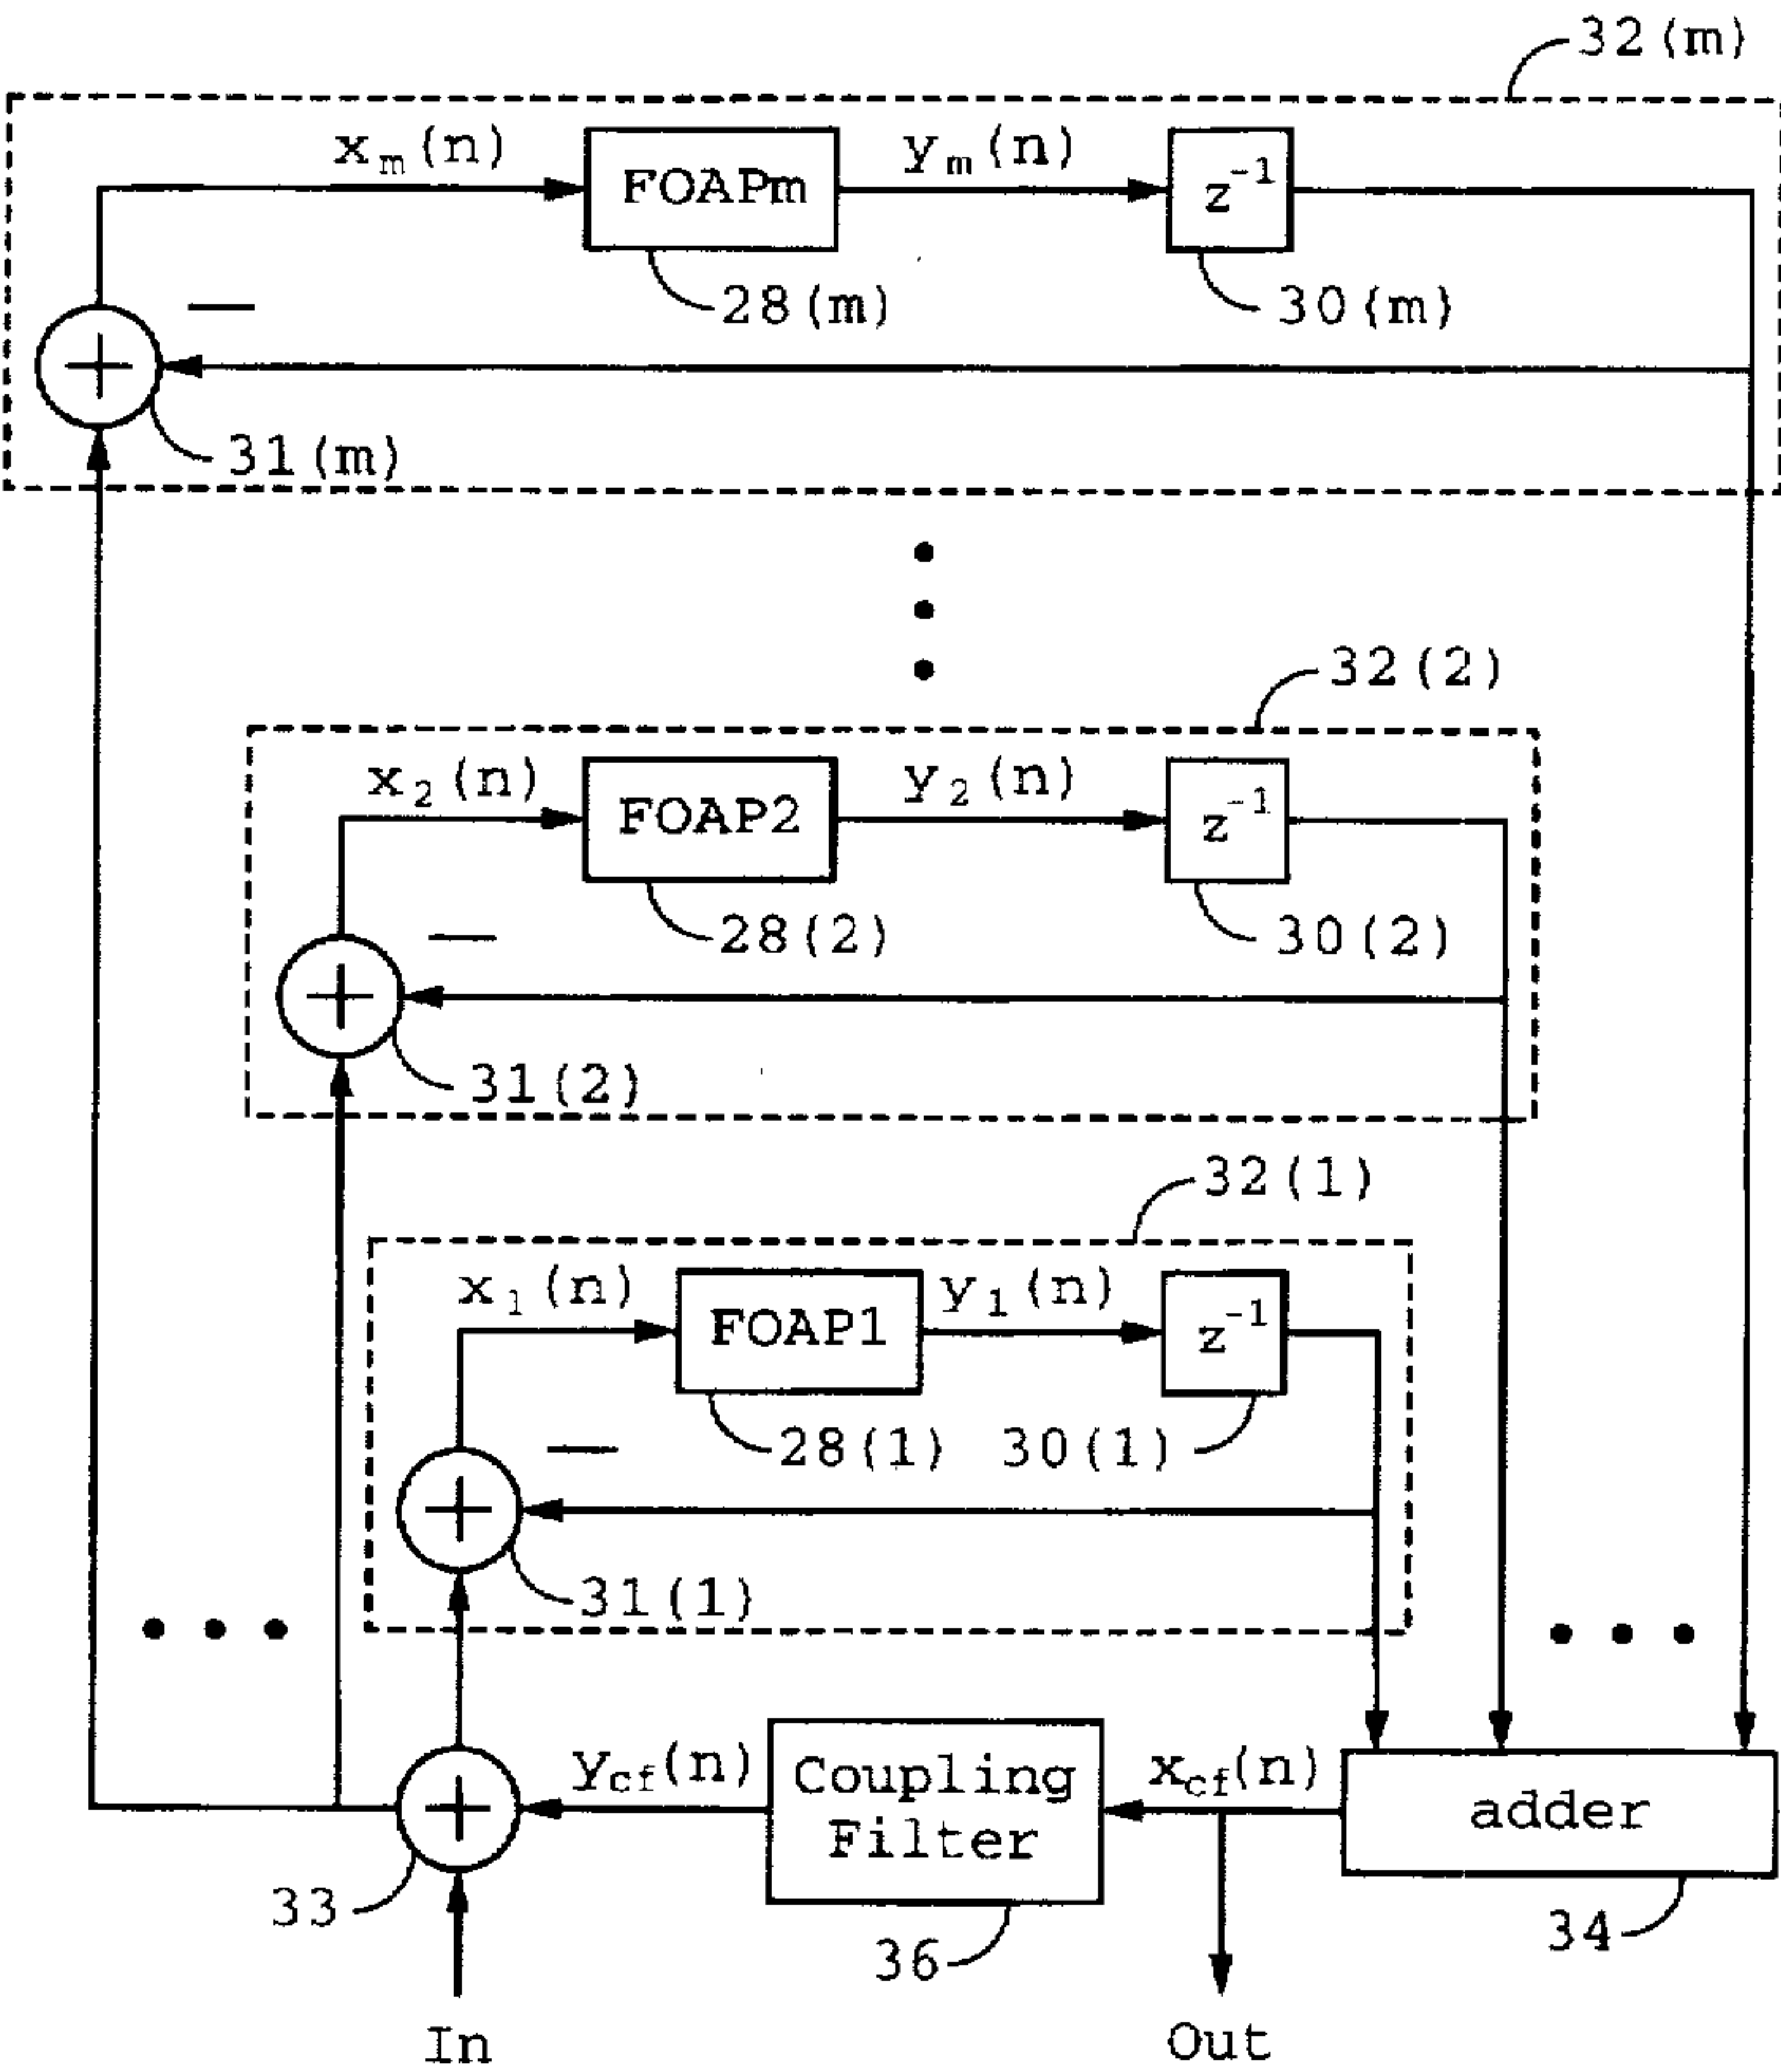 32(m)
xₘ(n)
FOAPm
yₘ(n)
z⁻¹
28(m)
30(m)
—
+
31(m)
32(2)
x₂(n)
FOAP2
y₂(n)
z⁻¹
28(2)
30(2)
—
+
31(2)
32(1)
x₁(n)
FOAP1
y₁(n)
z⁻¹
28(1)
30(1)
—
+
31(1)
+
y_cf(n)
Coupling
Filter
x_cf(n)
adder
33
36
34
In
Out